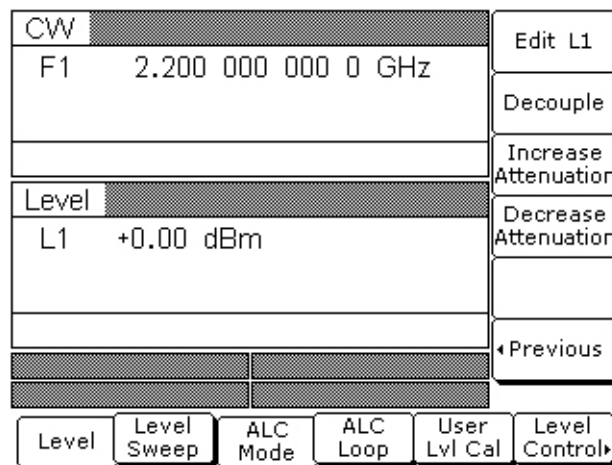 CW
F1 2.200 000 000 0 GHz
Level
L1 +0.00 dBm
Edit L1
Decouple
Increase
Attenuation
Decrease
Attenuation
Previous
Level
Level
Sweep
ALC
Mode
ALC
Loop
User
Lvl Cal
Level
Control